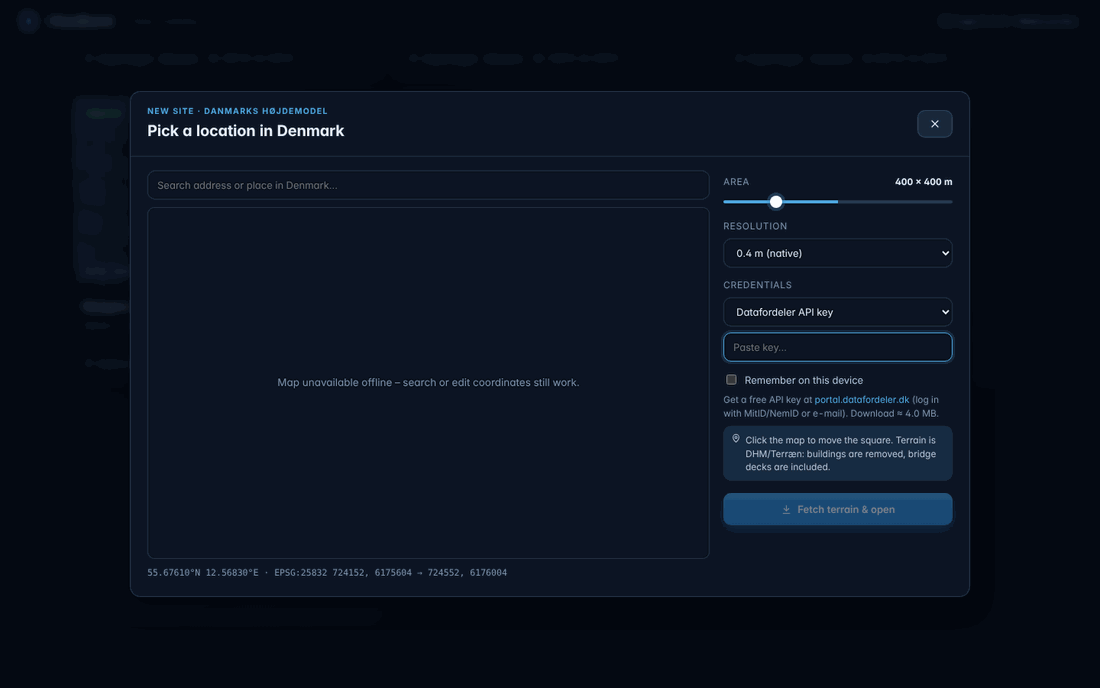 NEW SITE · DANMARKS HØJDEMODEL
Pick a location in Denmark
Search address or place in Denmark...
Map unavailable offline – search or edit coordinates still work.
55.67610°N 12.56830°E · EPSG:25832 724152, 6175604 → 724552, 6176004
AREA 400 × 400 m
RESOLUTION
0.4 m (native)
CREDENTIALS
Datafordeler API key
Paste key...
Remember on this device
Get a free API key at portal.datafordeler.dk (log in
with MitID/NemID or e-mail). Download ≈ 4.0 MB.
Click the map to move the square. Terrain is
DHM/Terræn: buildings are removed, bridge
decks are included.
Fetch terrain & open